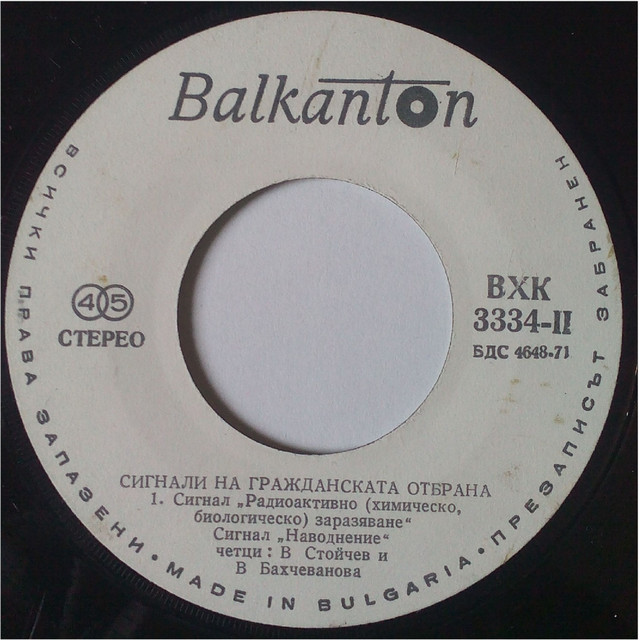 Balkanton
ВСИЧКИ ПРАВА ЗАПАЗЕНИ • MADE IN BULGARIA • ПРЕЗАПИСЪТ ЗАБРАНЕН
45
СТЕРЕО
ВХК
3334-II
БДС 4648-71
СИГНАЛИ НА ГРАЖДАНСКАТА ОТБРАНА
1. Сигнал „Радиоактивно (химическо,
биологическо) заразяване“
Сигнал „Наводнение“
четци: В Стойчев и
В Бахчеванова